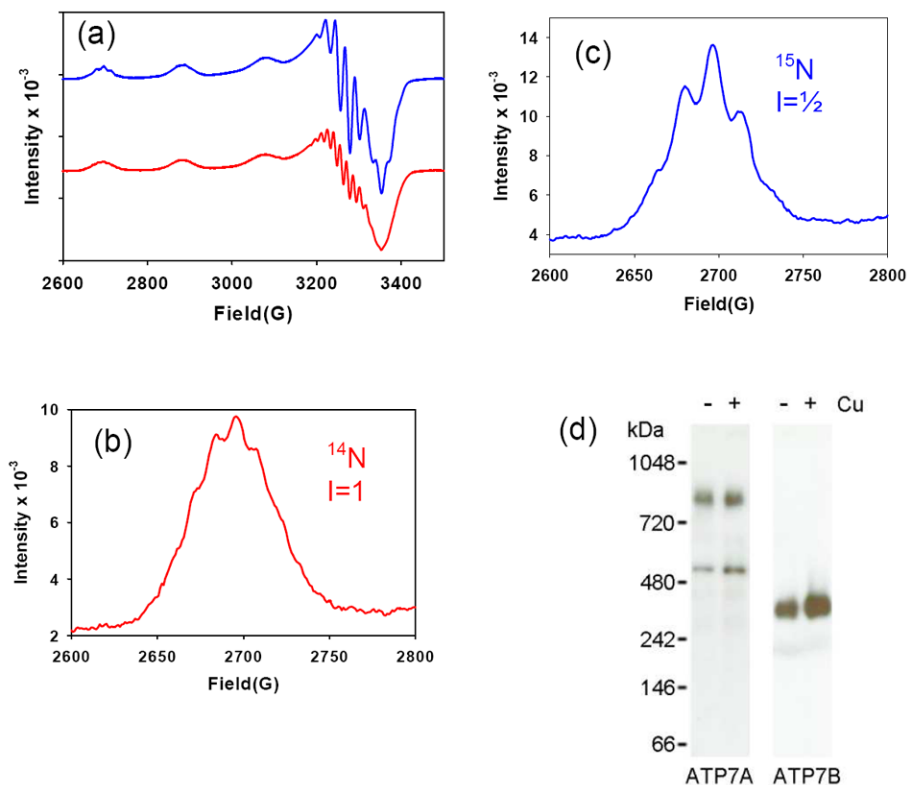 (a)
Intensity x 10⁻³
2600 2800 3000 3200 3400
Field(G)
(c)
¹⁵N
I=½
Intensity x 10⁻³
14
12
10
8
6
4
2600 2650 2700 2750 2800
Field(G)
(b)
¹⁴N
I=1
Intensity x 10⁻³
10
8
6
4
2
2600 2650 2700 2750 2800
Field(G)
(d)
- + - + Cu
kDa
1048-
720-
480-
242-
146-
66-
ATP7A ATP7B